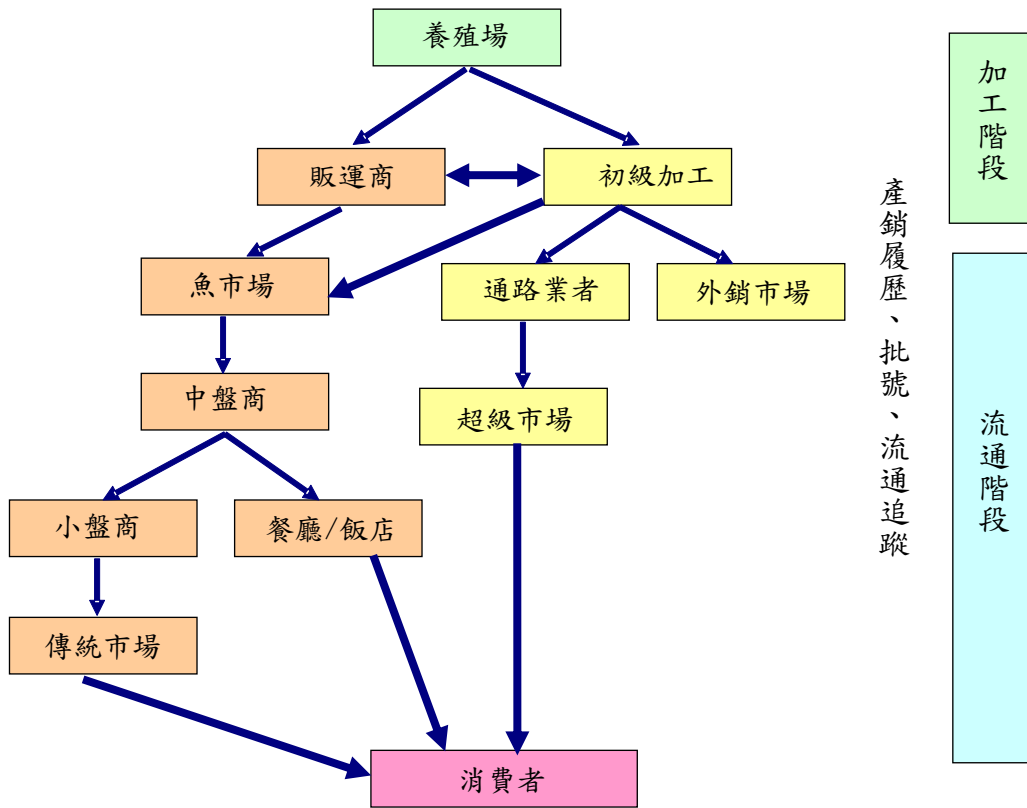 養殖場
販運商
初級加工
魚市場
通路業者
外銷市場
中盤商
超級市場
小盤商
餐廳/飯店
傳統市場
消費者
產銷履歷、批號、流通追蹤
加工階段
流通階段